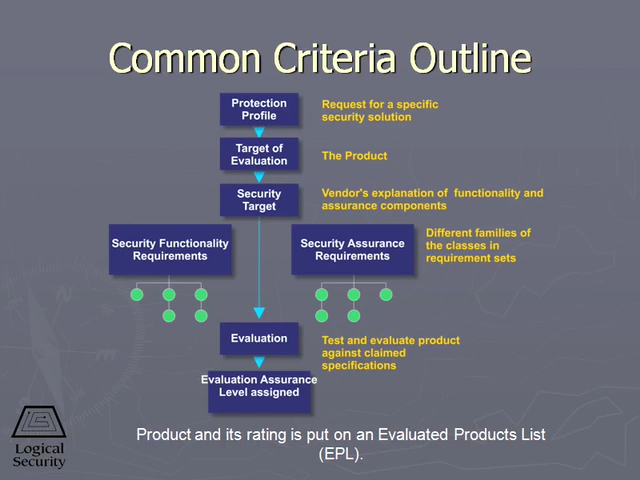 Common Criteria Outline
Protection
Profile
Request for a specific
security solution
Target of
Evaluation
The Product
Security
Target
Vendor's explanation of functionality and
assurance components
Security Functionality
Requirements
Security Assurance
Requirements
Different families of
the classes in
requirement sets
Evaluation
Test and evaluate product
against claimed
specifications
Evaluation Assurance
Level assigned
Product and its rating is put on an Evaluated Products List
(EPL).
Logical
Security